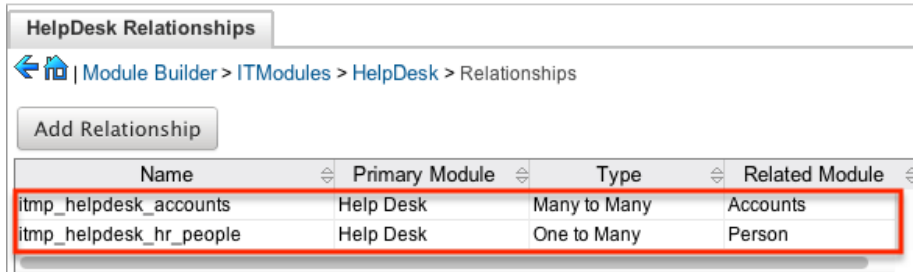 HelpDesk Relationships
| Module Builder > ITModules > HelpDesk > Relationships
Add Relationship
Name Primary Module Type Related Module
itmp_helpdesk_accounts Help Desk Many to Many Accounts
itmp_helpdesk_hr_people Help Desk One to Many Person